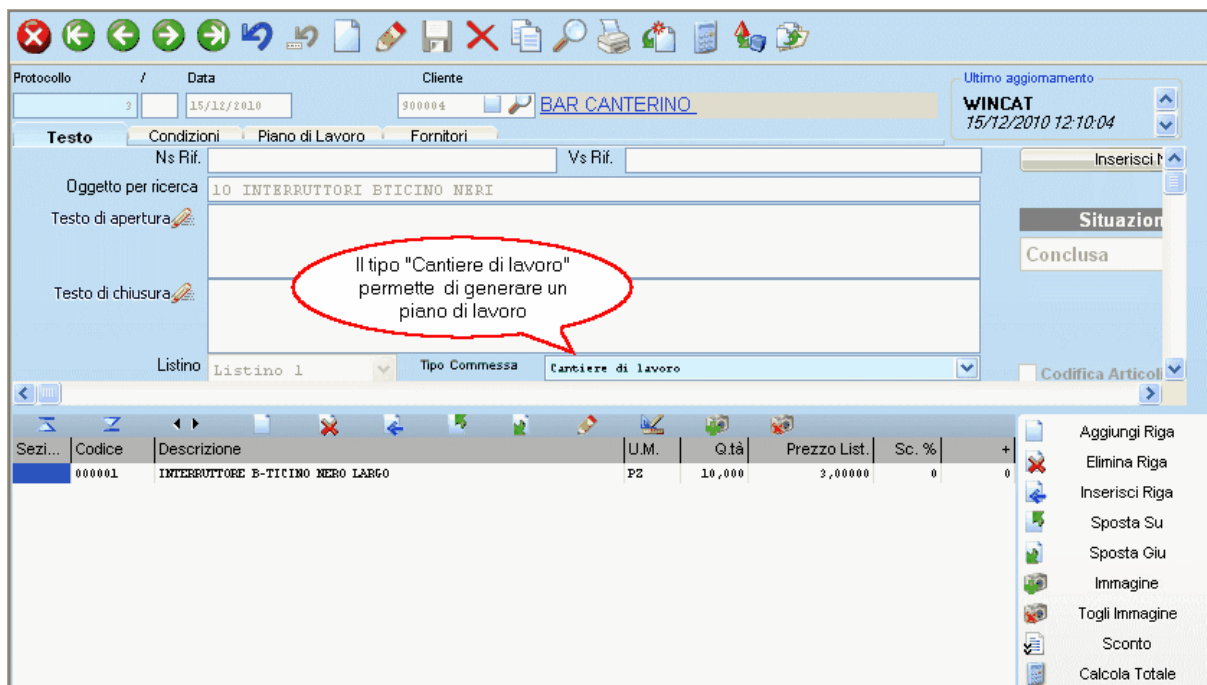 Protocollo / Data Cliente
3 15/12/2010 900004 BAR CANTERINO
Ultimo aggiornamento
WINCAT
15/12/2010 12:10:04
Testo Condizioni Piano di Lavoro Fornitori
Ns Rif. Vs Rif.
Inserisci N
Oggetto per ricerca 10 INTERRUTTORI BTICINO NERI
Testo di apertura
Situazion
Conclusa
Il tipo "Cantiere di lavoro"
permette di generare un
piano di lavoro
Testo di chiusura
Listino Listino 1 Tipo Commessa Cantiere di lavoro
Codifica Articoli
Sezi... Codice Descrizione U.M. Q.tà Prezzo List. Sc. % +
000001 INTERRUTTORE B-TICINO NERO LARGO PZ 10,000 3,00000 0 0
Aggiungi Riga
Elimina Riga
Inserisci Riga
Sposta Su
Sposta Giu
Immagine
Togli Immagine
Sconto
Calcola Totale